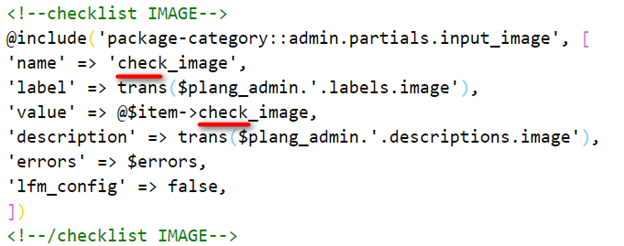 <!--checklist IMAGE-->
@include('package-category::admin.partials.input_image', [
'name' => 'check_image',
'label' => trans($plang_admin.'.labels.image'),
'value' => @$item->check_image,
'description' => trans($plang_admin.'.descriptions.image'),
'errors' => $errors,
'lfm_config' => false,
])
<!--/checklist IMAGE-->